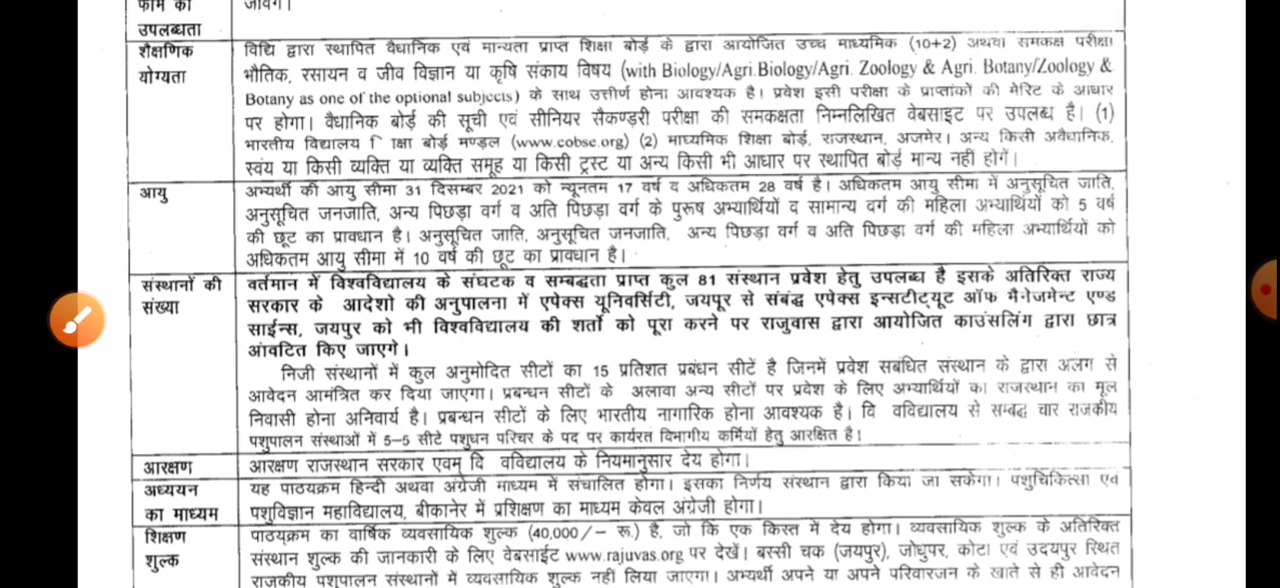 फॉर्म की
उपलब्धता
जावेंगे।
शैक्षणिक
योग्यता
विधि द्वारा स्थापित वैधानिक एवं मान्यता प्राप्त शिक्षा बोर्ड के द्वारा आयोजित उच्च माध्यमिक (10+2) अथवा समकक्ष परीक्षा
भौतिक, रसायन व जीव विज्ञान या कृषि संकाय विषय (with Biology/Agri.Biology/Agri. Zoology & Agri. Botany/Zoology &
Botany as one of the optional subjects) के साथ उत्तीर्ण होना आवश्यक है। प्रवेश इसी परीक्षा के प्राप्तांकों की मेरिट के आधार
पर होगा। वैधानिक बोर्ड की सूची एवं सीनियर सैकण्ड्री परीक्षा की समकक्षता निम्नलिखित वेबसाइट पर उपलब्ध है। (1)
भारतीय विद्यालय ि क्षा बोर्ड मण्डल (www.cobse.org) (2) माध्यमिक शिक्षा बोर्ड, राजस्थान, अजमेर। अन्य किसी अवैधानिक,
स्वंय या किसी व्यक्ति या व्यक्ति समूह या किसी ट्रस्ट या अन्य किसी भी आधार पर स्थापित बोर्ड मान्य नहीं होगें।
आयु
अभ्यर्थी की आयु सीमा 31 दिसम्बर 2021 को न्यूनतम 17 वर्ष व अधिकतम 28 वर्ष है। अधिकतम आयु सीमा में अनुसूचित जाति,
अनुसूचित जनजाति, अन्य पिछड़ा वर्ग व अति पिछड़ा वर्ग के पुरूष अभ्यार्थियों व सामान्य वर्ग की महिला अभ्यार्थियों को 5 वर्ष
की छूट का प्रावधान है। अनुसूचित जाति, अनुसूचित जनजाति, अन्य पिछड़ा वर्ग व अति पिछड़ा वर्ग की महिला अभ्यार्थियों को
अधिकतम आयु सीमा में 10 वर्ष की छूट का प्रावधान है।
संस्थानों की
संख्या
वर्तमान में विश्वविद्यालय के संघटक व सम्बद्धता प्राप्त कुल 81 संस्थान प्रवेश हेतु उपलब्ध है इसके अतिरिक्त राज्य
सरकार के आदेशो की अनुपालना में एपेक्स यूनिवर्सिटी, जयपूर से संबंद्ध एपेक्स इन्सटीट्यूट ऑफ मैनेजमेन्ट एण्ड
साईन्स, जयपुर को भी विश्वविद्यालय की शर्तो को पूरा करने पर राजुवास द्वारा आयोजित काउंसलिंग द्वारा छात्र
आंवटित किए जाएगे।
निजी संस्थानों में कुल अनुमोदित सीटों का 15 प्रतिशत प्रबंधन सीटें है जिनमें प्रवेश सबंधित संस्थान के द्वारा अलग से
आवेदन आमंत्रित कर दिया जाएगा। प्रबन्धन सीटों के अलावा अन्य सीटों पर प्रवेश के लिए अभ्यार्थियों का राजस्थान का मूल
निवासी होना अनिवार्य है। प्रबन्धन सीटों के लिए भारतीय नागरिक होना आवश्यक है। वि वविद्यालय से सम्बद्ध चार राजकीय
पशुपालन संस्थाओं में 5–5 सीटे पशुधन परिचर के पद पर कार्यरत विभागीय कर्मियों हेतु आरक्षित है।
आरक्षण
आरक्षण राजस्थान सरकार एवम् वि वविद्यालय के नियमानुसार देय होगा।
अध्ययन
का माध्यम
यह पाठयक्रम हिन्दी अथवा अंग्रेजी माध्यम में संचालित होगा। इसका निर्णय संस्थान द्वारा किया जा सकेगा। पशुचिकित्सा एवं
पशुविज्ञान महाविद्यालय, बीकानेर में प्रशिक्षण का माध्यम केवल अंग्रेजी होगा।
शिक्षण
शुल्क
पाठयक्रम का वार्षिक व्यवसायिक शुल्क (40,000/– रू.) है, जो कि एक किस्त में देय होगा। व्यवसायिक शुल्क के अतिरिक्त
संस्थान शुल्क की जानकारी के लिए वेबसाईट www.rajuvas.org पर देखें। बस्सी चक (जयपुर), जोधुपर, कोटा एवं उदयपुर स्थित
राजकीय पशुपालन संस्थानों में व्यवसायिक शुल्क नहीं लिया जाएगा। अभ्यर्थी अपने या अपने परिवारजन के खाते से ही आवेदन